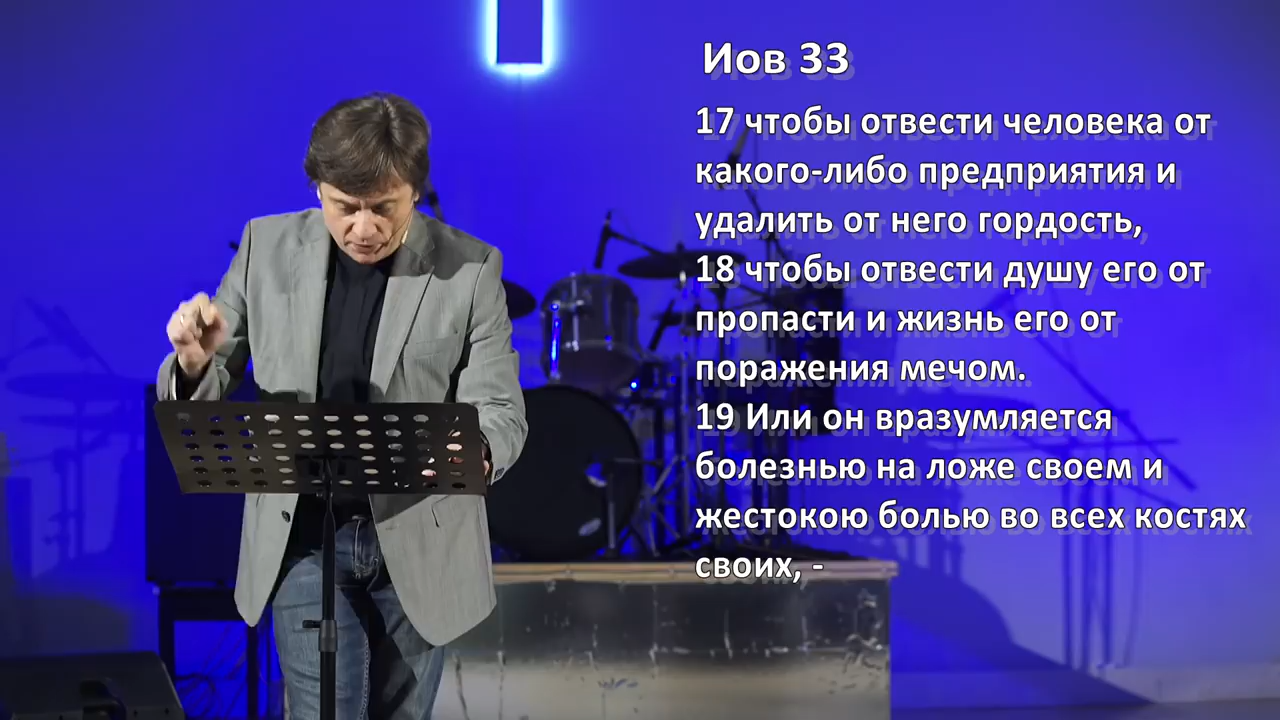 Иов 33
17 чтобы отвести человека от
какого-либо предприятия и
удалить от него гордость,
18 чтобы отвести душу его от
пропасти и жизнь его от
поражения мечом.
19 Или он вразумляется
болезнью на ложе своем и
жестокою болью во всех костях
своих, -